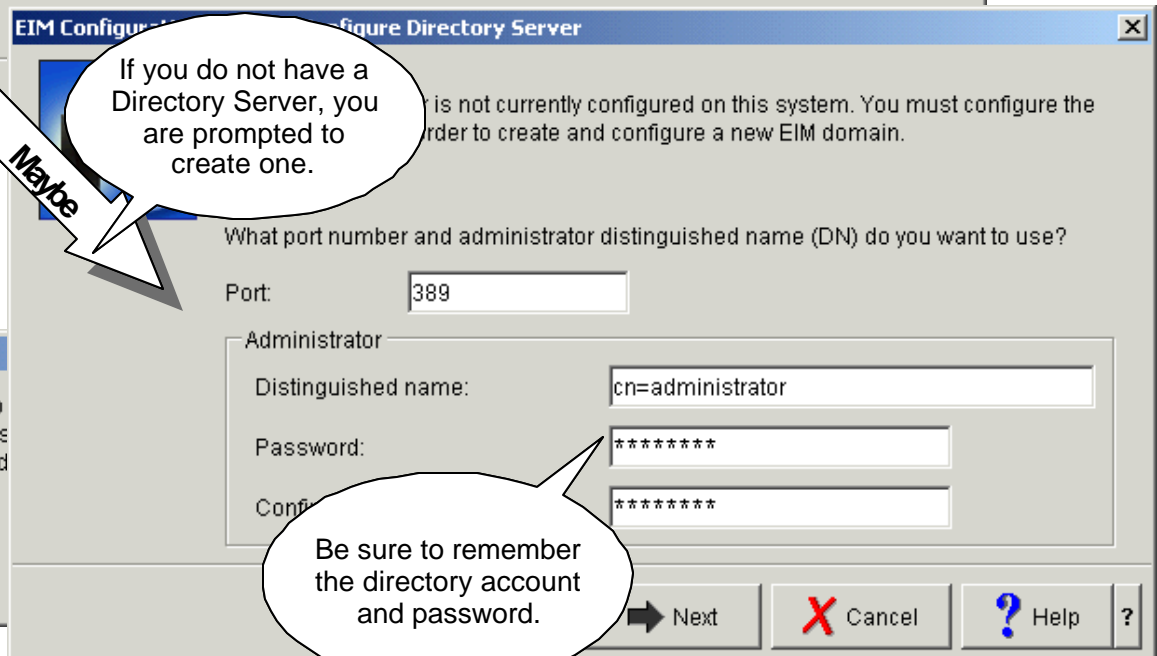 EIM Configur figure Directory Server
If you do not have a
Directory Server, you
are prompted to
create one.
is not currently configured on this system. You must configure the
order to create and configure a new EIM domain.
Maybe
What port number and administrator distinguished name (DN) do you want to use?
Port: 389
Administrator
Distinguished name: cn=administrator
Password: ********
Confi ********
Be sure to remember
the directory account
and password.
Next Cancel ? Help ?